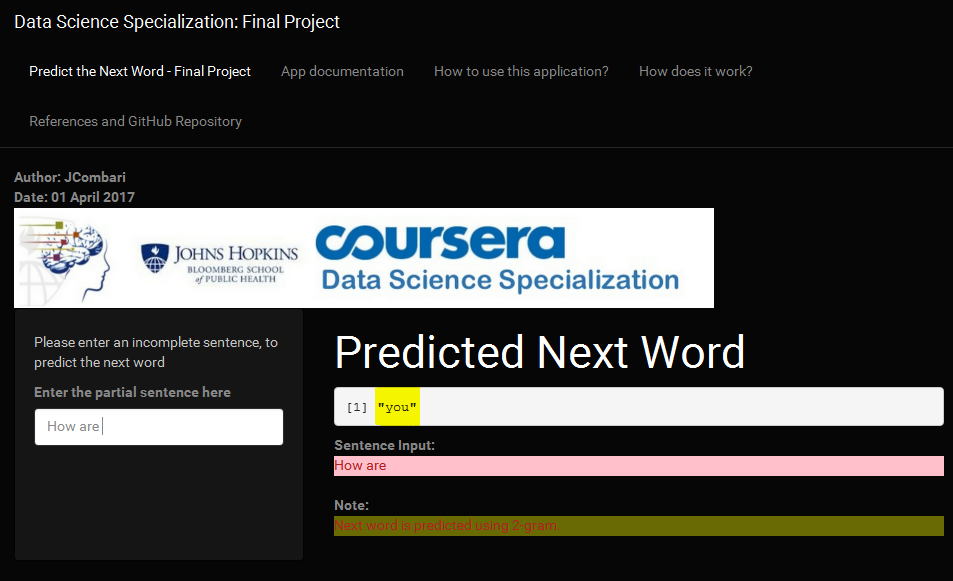 Data Science Specialization: Final Project
Predict the Next Word - Final Project App documentation How to use this application? How does it work?
References and GitHub Repository
Author: JCombari
Date: 01 April 2017
JOHNS HOPKINS
BLOOMBERG SCHOOL
of PUBLIC HEALTH
coursera
Data Science Specialization
Please enter an incomplete sentence, to
predict the next word
Enter the partial sentence here
How are
Predicted Next Word
[1] "you"
Sentence Input:
How are
Note:
Next word is predicted using 2-gram.